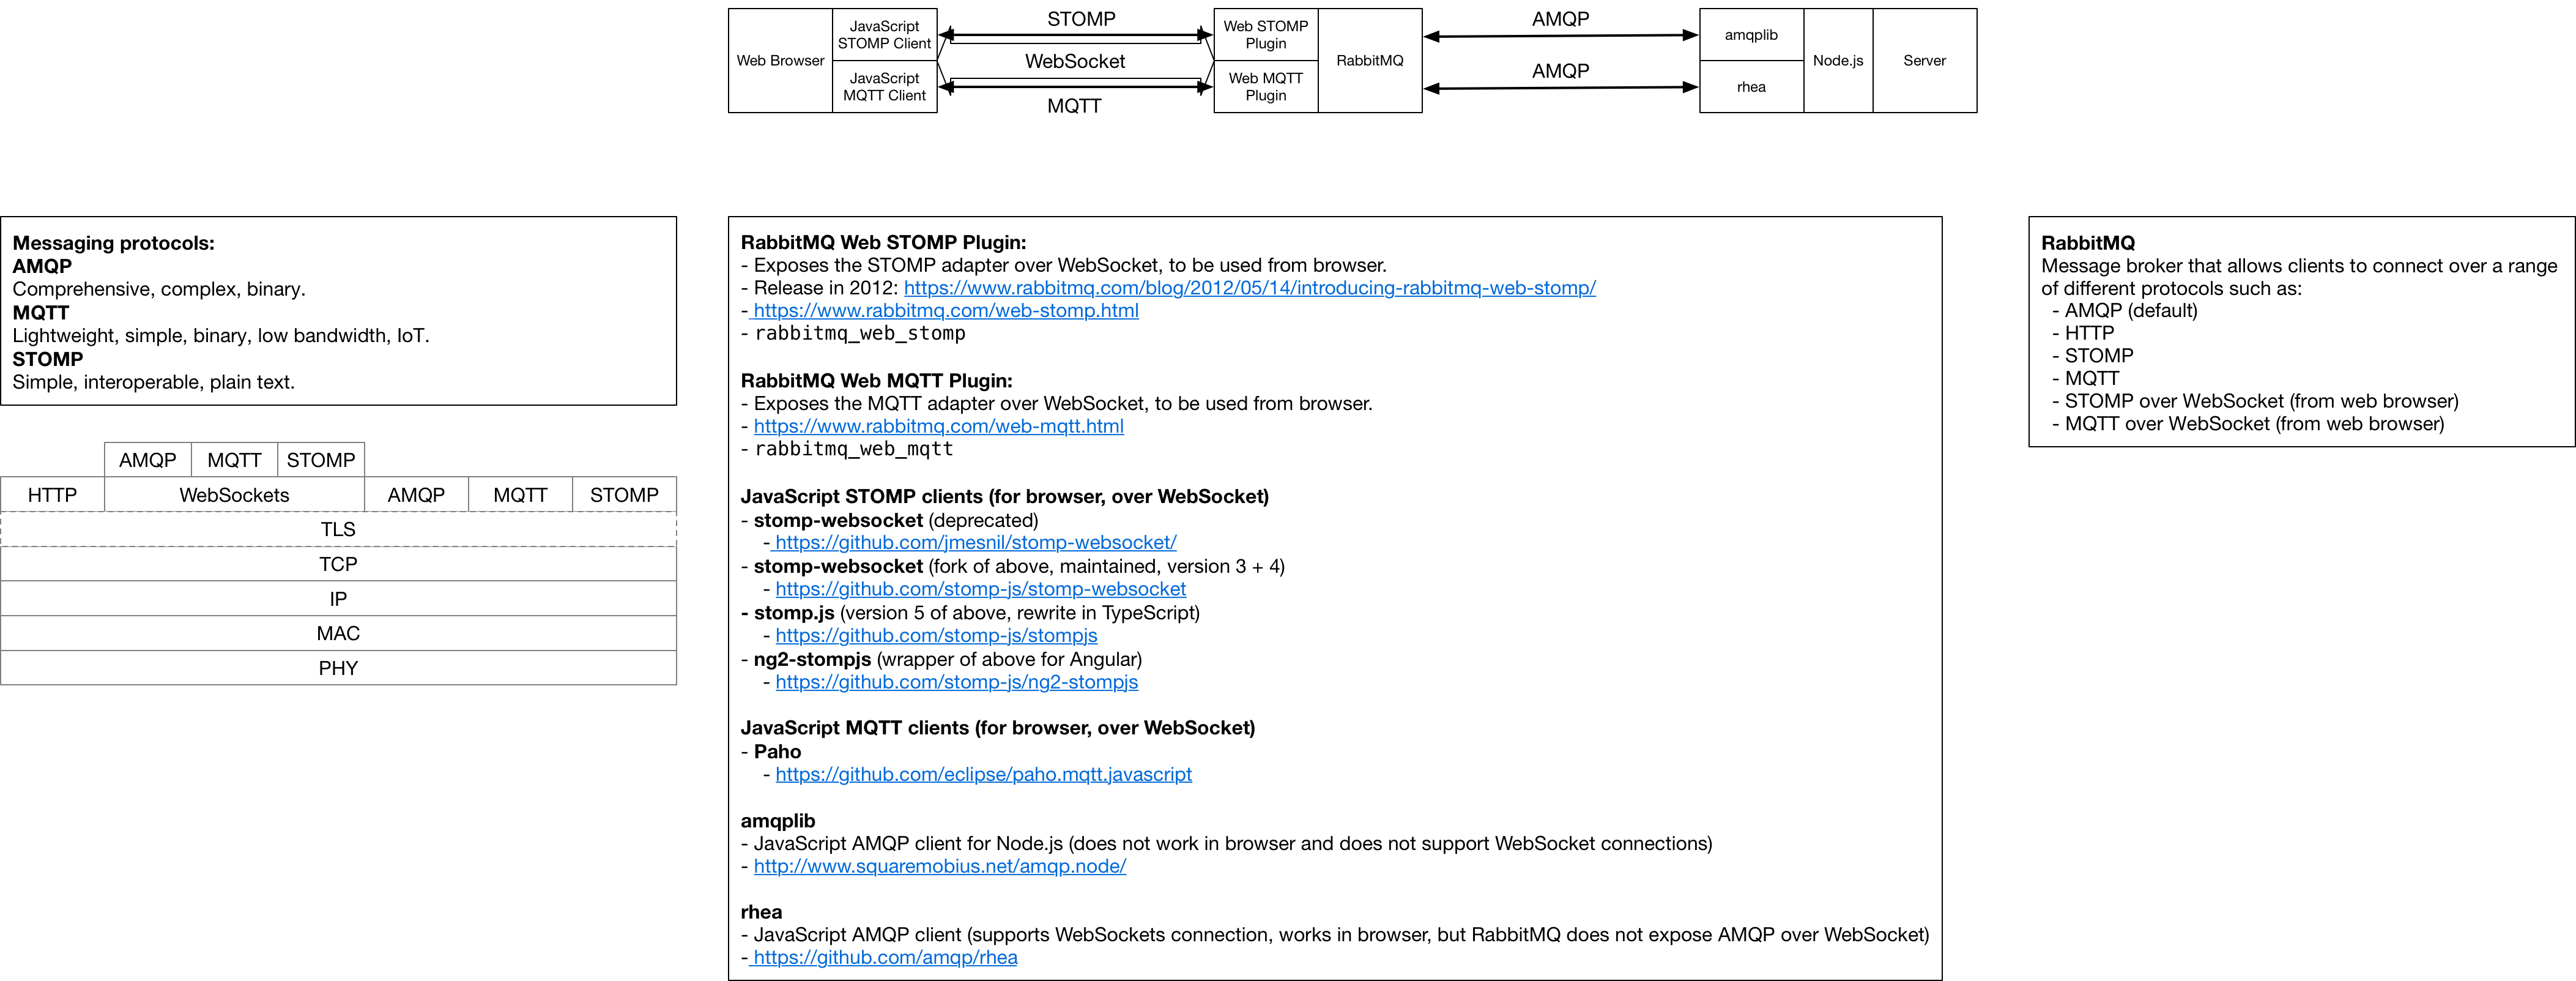 STOMP
AMQP
JavaScript
STOMP Client
Web STOMP
Plugin
amqplib
Web Browser
WebSocket
RabbitMQ
Node.js
Server
JavaScript
MQTT Client
Web MQTT
Plugin
AMQP
rhea
MQTT
Messaging protocols:
AMQP
Comprehensive, complex, binary.
MQTT
Lightweight, simple, binary, low bandwidth, IoT.
STOMP
Simple, interoperable, plain text.
AMQP MQTT STOMP
HTTP WebSockets AMQP MQTT STOMP
TLS
TCP
IP
MAC
PHY
RabbitMQ Web STOMP Plugin:
- Exposes the STOMP adapter over WebSocket, to be used from browser.
- Release in 2012: https://www.rabbitmq.com/blog/2012/05/14/introducing-rabbitmq-web-stomp/
- https://www.rabbitmq.com/web-stomp.html
- rabbitmq_web_stomp
RabbitMQ Web MQTT Plugin:
- Exposes the MQTT adapter over WebSocket, to be used from browser.
- https://www.rabbitmq.com/web-mqtt.html
- rabbitmq_web_mqtt
JavaScript STOMP clients (for browser, over WebSocket)
- stomp-websocket (deprecated)
- https://github.com/jmesnil/stomp-websocket/
- stomp-websocket (fork of above, maintained, version 3 + 4)
- https://github.com/stomp-js/stomp-websocket
- stomp.js (version 5 of above, rewrite in TypeScript)
- https://github.com/stomp-js/stompjs
- ng2-stompjs (wrapper of above for Angular)
- https://github.com/stomp-js/ng2-stompjs
JavaScript MQTT clients (for browser, over WebSocket)
- Paho
- https://github.com/eclipse/paho.mqtt.javascript
amqplib
- JavaScript AMQP client for Node.js (does not work in browser and does not support WebSocket connections)
- http://www.squaremobius.net/amqp.node/
rhea
- JavaScript AMQP client (supports WebSockets connection, works in browser, but RabbitMQ does not expose AMQP over WebSocket)
- https://github.com/amqp/rhea
RabbitMQ
Message broker that allows clients to connect over a range
of different protocols such as:
- AMQP (default)
- HTTP
- STOMP
- MQTT
- STOMP over WebSocket (from web browser)
- MQTT over WebSocket (from web browser)